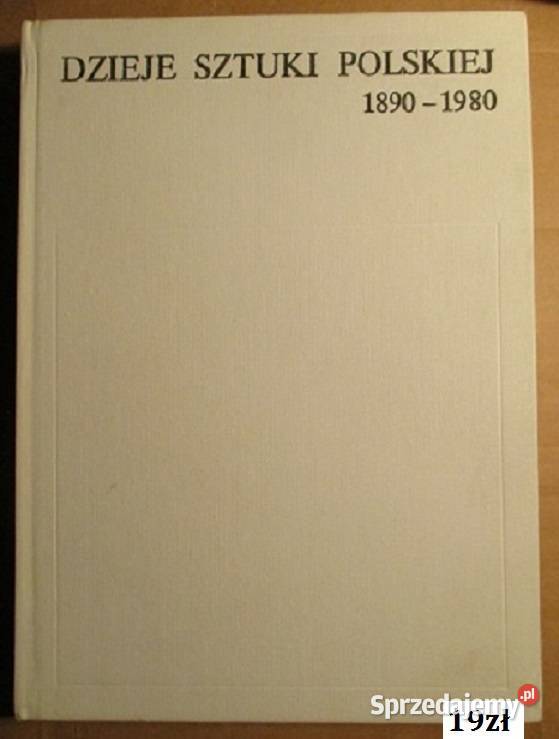 DZIEJE SZTUKI POLSKIEJ
1890-1980
Sprzedajemy.pl
19zł